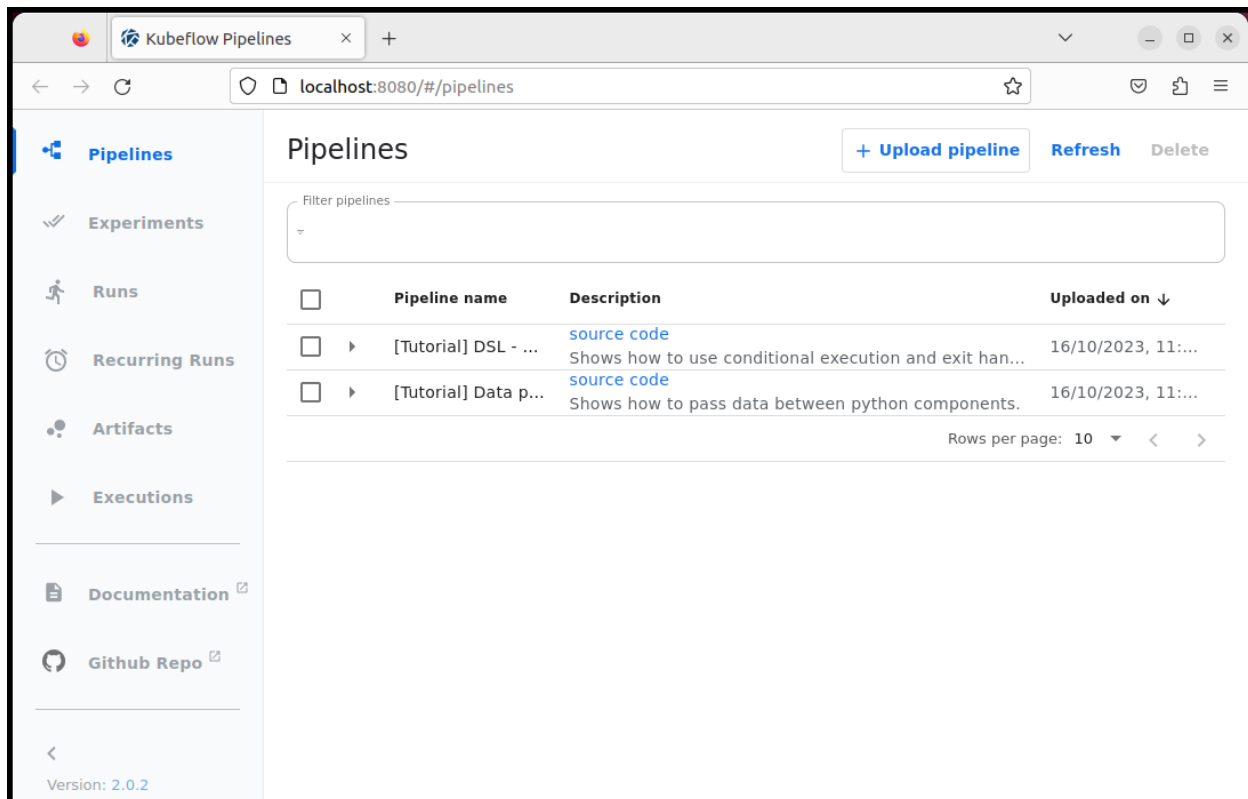 Kubeflow Pipelines
localhost:8080/#/pipelines
Pipelines
Experiments
Runs
Recurring Runs
Artifacts
Executions
Documentation
Github Repo
Version: 2.0.2
Pipelines
+ Upload pipeline Refresh Delete
Filter pipelines
Pipeline name Description Uploaded on
[Tutorial] DSL - ... source code 16/10/2023, 11:...
Shows how to use conditional execution and exit han...
[Tutorial] Data p... source code 16/10/2023, 11:...
Shows how to pass data between python components.
Rows per page: 10